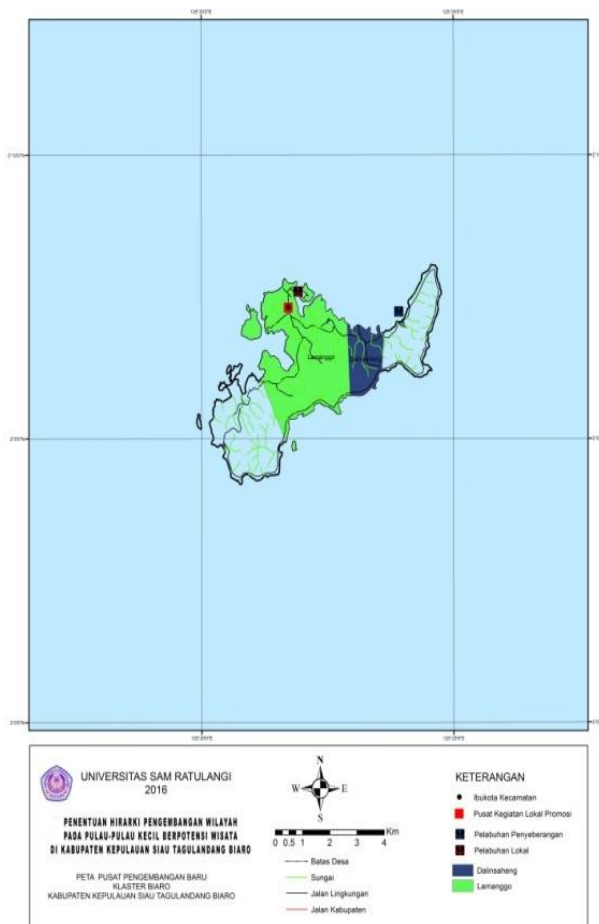 Lamanggo
UNIVERSITAS SAM RATULANGI
2016
PENENTUAN HIRARKI PENGEMBANGAN WILAYAH
PADA PULAU-PULAU KECIL BERPOTENSI WISATA
DI KABUPATEN KEPULAUAN SIAU TAGULANDANG BIARO
PETA PUSAT PENGEMBANGAN BARU
KLASTER BIARO
KABUPATEN KEPULAUAN SIAU TAGULANDANG BIARO
N
W E
S
0 0.5 1 2 3 4 Km
Batas Desa
Sungai
Jalan Lingkungan
Jalan Kabupaten
KETERANGAN
Ibukota Kecamatan
Pusat Kegiatan Lokal Promosi
Pelabuhan Penyeberangan
Pelabuhan Lokal
Dalinsaheng
Lamanggo